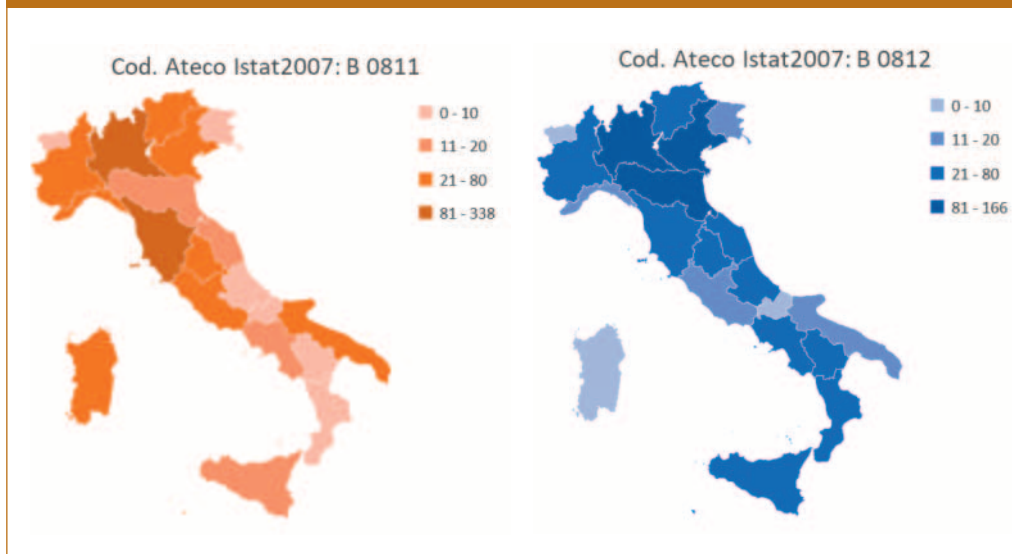 Cod. Ateco Istat2007: B 0811
0 - 10
11 - 20
21 - 80
81 - 338
Cod. Ateco Istat2007: B 0812
0 - 10
11 - 20
21 - 80
81 - 166